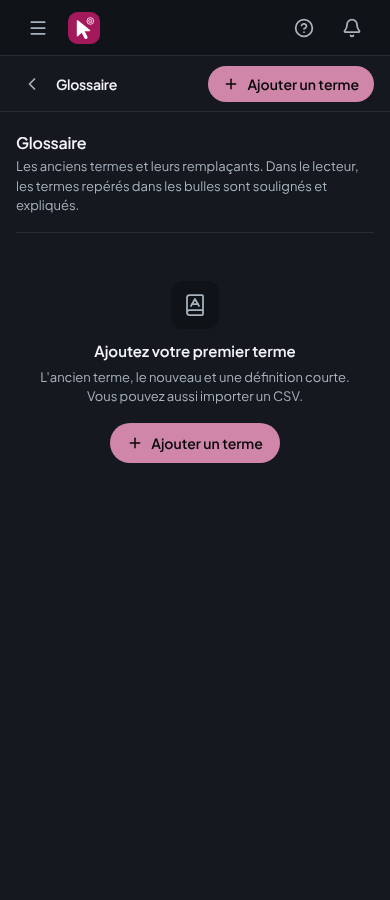 Glossaire
Ajouter un terme
Glossaire
Les anciens termes et leurs remplaçants. Dans le lecteur,
les termes repérés dans les bulles sont soulignés et
expliqués.
Ajoutez votre premier terme
L'ancien terme, le nouveau et une définition courte.
Vous pouvez aussi importer un CSV.
Ajouter un terme